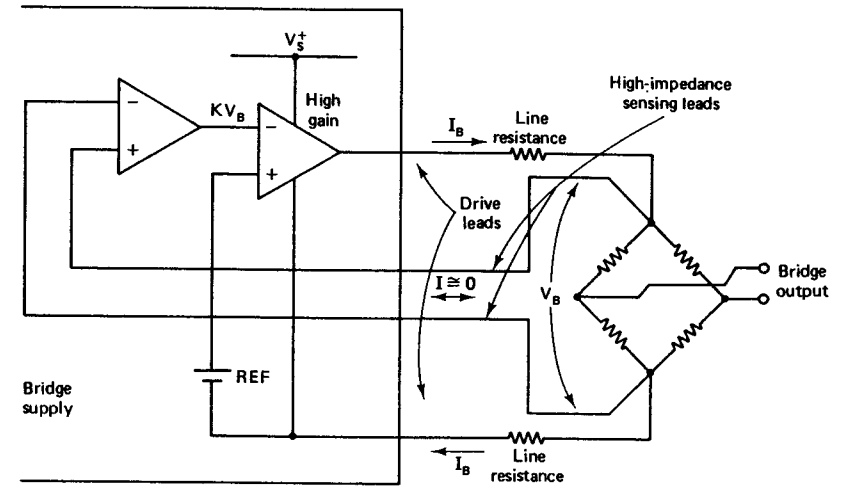 V_S^+
High-impedance
sensing leads
−
+
KV_B
−
+
High
gain
I_B
Line
resistance
Drive
leads
I ≅ 0
V_B
Bridge
output
REF
Bridge
supply
I_B
Line
resistance